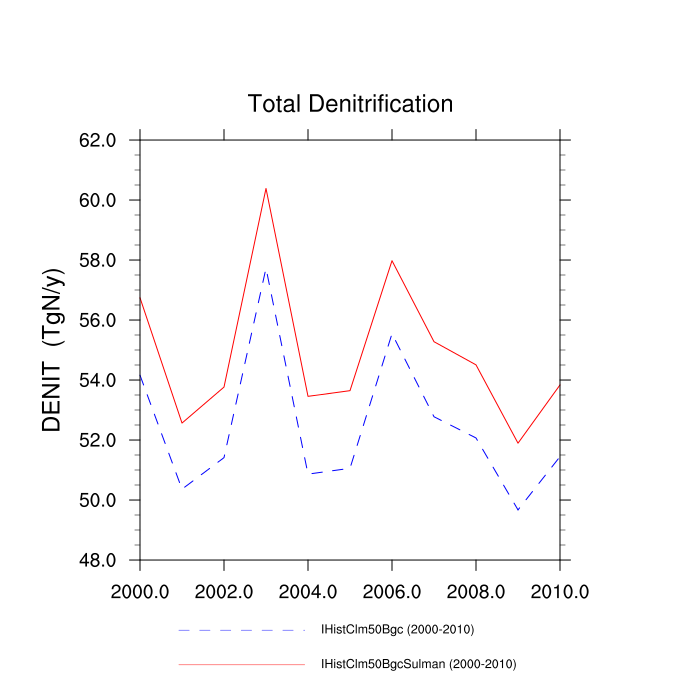 Total Denitrification
DENIT (TgN/y)
62.0
60.0
58.0
56.0
54.0
52.0
50.0
48.0
2000.0 2002.0 2004.0 2006.0 2008.0 2010.0
IHistClm50Bgc (2000-2010)
IHistClm50BgcSulman (2000-2010)